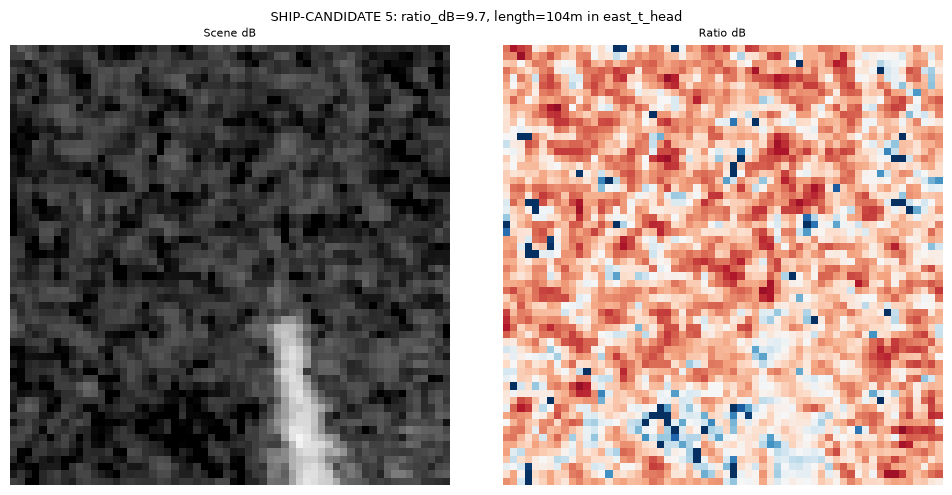 SHIP-CANDIDATE 5: ratio_dB=9.7, length=104m in east_t_head
Scene dB
Ratio dB